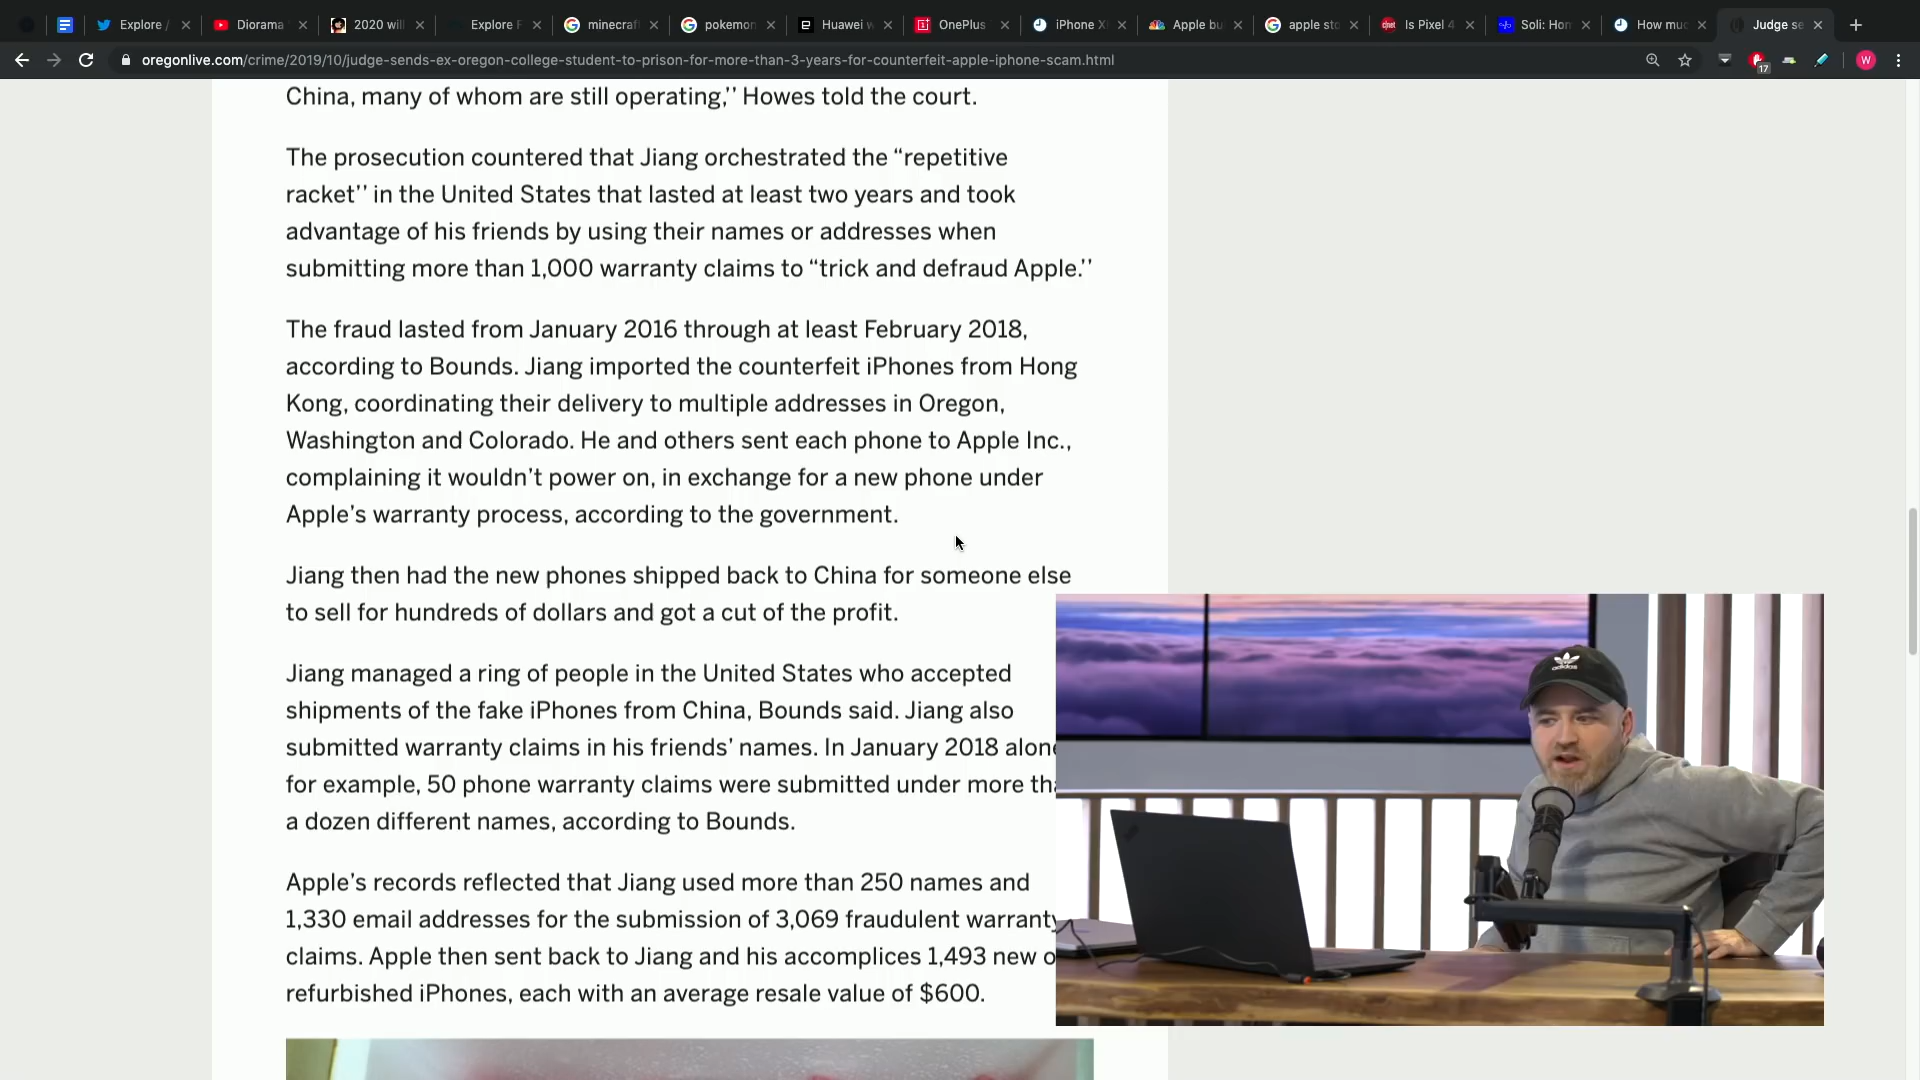 Explore /
Diorama
2020 will
Explore F
minecraf
pokemon
Huawei w
OnePlus
iPhone X
Apple bu
apple sto
Is Pixel 4
Soli: Hom
How muc
Judge se
oregonlive.com/crime/2019/10/judge-sends-ex-oregon-college-student-to-prison-for-more-than-3-years-for-counterfeit-apple-iphone-scam.html
17
W
China, many of whom are still operating,’’ Howes told the court.
The prosecution countered that Jiang orchestrated the “repetitive
racket’’ in the United States that lasted at least two years and took
advantage of his friends by using their names or addresses when
submitting more than 1,000 warranty claims to “trick and defraud Apple.’’
The fraud lasted from January 2016 through at least February 2018,
according to Bounds. Jiang imported the counterfeit iPhones from Hong
Kong, coordinating their delivery to multiple addresses in Oregon,
Washington and Colorado. He and others sent each phone to Apple Inc.,
complaining it wouldn’t power on, in exchange for a new phone under
Apple’s warranty process, according to the government.
Jiang then had the new phones shipped back to China for someone else
to sell for hundreds of dollars and got a cut of the profit.
Jiang managed a ring of people in the United States who accepted
shipments of the fake iPhones from China, Bounds said. Jiang also
submitted warranty claims in his friends’ names. In January 2018 alone
for example, 50 phone warranty claims were submitted under more tha
a dozen different names, according to Bounds.
Apple’s records reflected that Jiang used more than 250 names and
1,330 email addresses for the submission of 3,069 fraudulent warranty
claims. Apple then sent back to Jiang and his accomplices 1,493 new o
refurbished iPhones, each with an average resale value of $600.
adidas